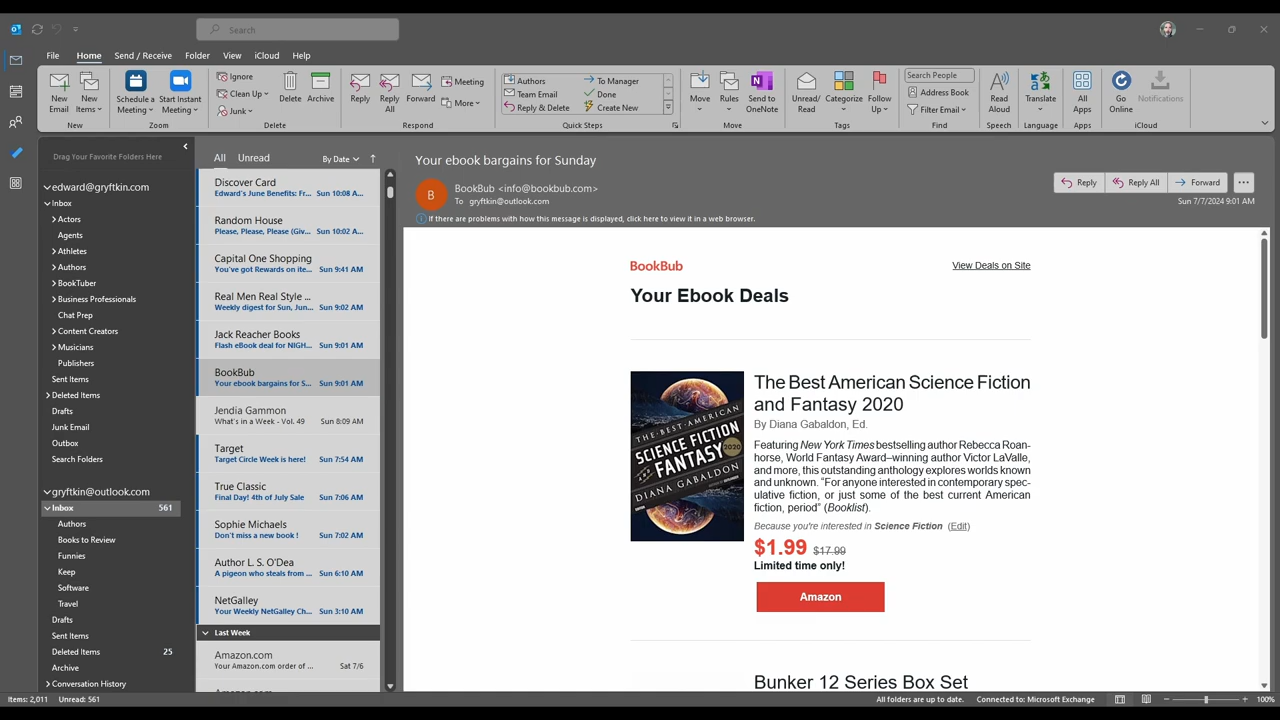 Search
File Home Send / Receive Folder View iCloud Help
New Email
New Items
New
Schedule a Meeting
Start Instant Meeting
Zoom
Ignore
Clean Up
Junk
Delete
Archive
Delete
Reply
Reply All
Forward
Meeting
More
Respond
Authors
Team Email
Reply & Delete
To Manager
Done
Create New
Quick Steps
Move
Rules
Send to OneNote
Move
Unread/ Read
Categorize
Follow Up
Tags
Search People
Address Book
Filter Email
Find
Read Aloud
Speech
Translate
Language
All Apps
Apps
Go Online
Notifications
iCloud
Drag Your Favorite Folders Here
edward@gryftkin.com
Inbox
Actors
Agents
Athletes
Authors
BookTuber
Business Professionals
Chat Prep
Content Creators
Musicians
Publishers
Sent Items
Deleted Items
Drafts
Junk Email
Outbox
Search Folders
gryftkin@outlook.com
Inbox 561
Authors
Books to Review
Funnies
Keep
Software
Travel
Drafts
Sent Items
Deleted Items 25
Archive
Conversation History
All Unread By Date
Discover Card
Edward's June Benefits: Fr... Sun 10:08 A...
Random House
Please, Please, Please (Giv... Sun 10:02 A...
Capital One Shopping
You've got Rewards on ite... Sun 9:41 AM
Real Men Real Style ...
Weekly digest for Sun, Jun... Sun 9:02 AM
Jack Reacher Books
Flash eBook deal for NIGH... Sun 9:01 AM
BookBub
Your ebook bargains for S... Sun 9:01 AM
Jendia Gammon
What's in a Week - Vol. 49 Sun 8:09 AM
Target
Target Circle Week is here! Sun 7:54 AM
True Classic
Final Day! 4th of July Sale Sun 7:06 AM
Sophie Michaels
Don't miss a new book ! Sun 7:02 AM
Author L. S. O'Dea
A pigeon who steals from ... Sun 6:10 AM
NetGalley
Your Weekly NetGalley Ch... Sun 3:10 AM
Last Week
Amazon.com
Your Amazon.com order of ... Sat 7/6
Your ebook bargains for Sunday
B
BookBub <info@bookbub.com>
To gryftkin@outlook.com
Reply Reply All Forward
Sun 7/7/2024 9:01 AM
If there are problems with how this message is displayed, click here to view it in a web browser.
BookBub View Deals on Site
Your Ebook Deals
THE BEST AMERICAN
SCIENCE FICTION
AND
FANTASY 2020
DIANA GABALDON
The Best American Science Fiction
and Fantasy 2020
By Diana Gabaldon, Ed.
Featuring New York Times bestselling author Rebecca Roan-
horse, World Fantasy Award–winning author Victor LaValle,
and more, this outstanding anthology explores worlds known
and unknown. “For anyone interested in contemporary spec-
ulative fiction, or just some of the best current American
fiction, period” (Booklist).
Because you're interested in Science Fiction (Edit)
$1.99 $17.99
Limited time only!
Amazon
Bunker 12 Series Box Set
Items: 2,011 Unread: 561 All folders are up to date. Connected to: Microsoft Exchange 100%